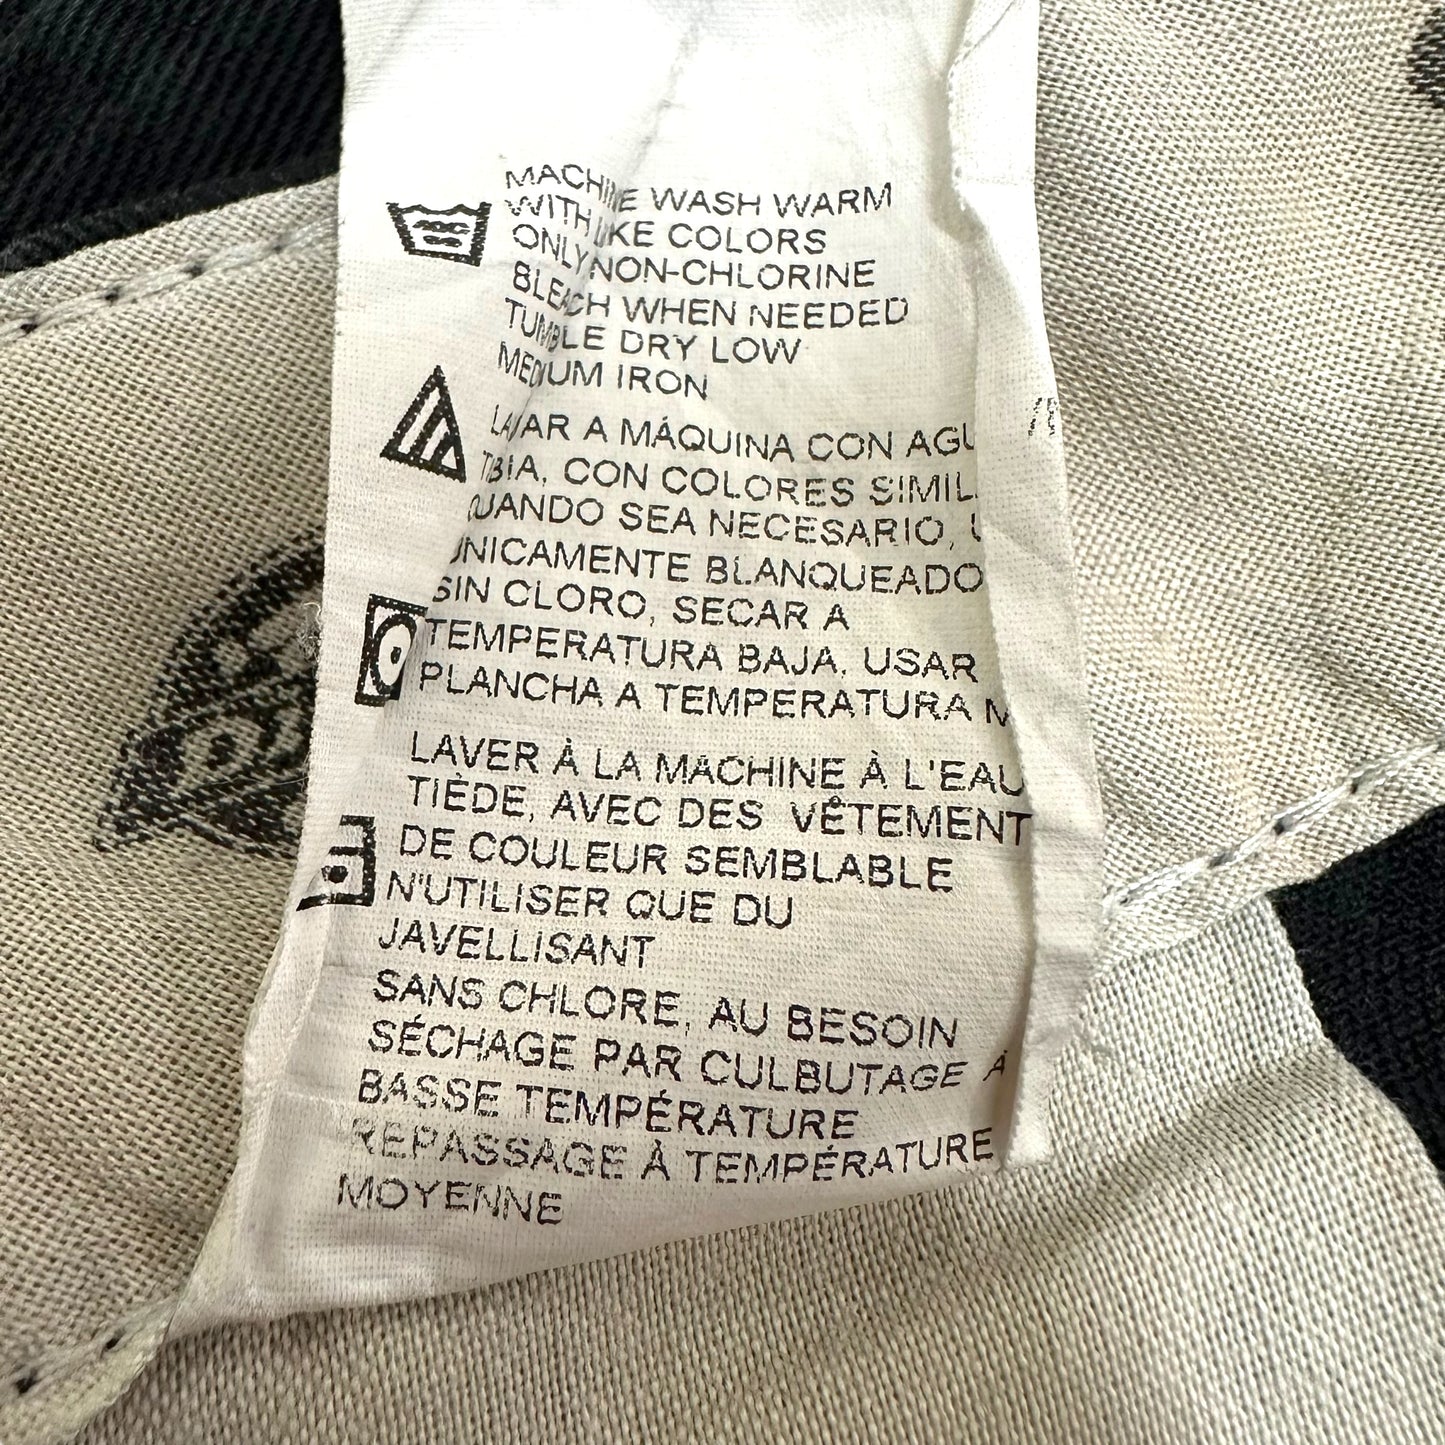 MACHINE WASH WARM
WITH LIKE COLORS
ONLY NON-CHLORINE
BLEACH WHEN NEEDED
TUMBLE DRY LOW
MEDIUM IRON
LAVAR A MÁQUINA CON AGU
TIBIA, CON COLORES SIMIL
CUANDO SEA NECESARIO, U
ÚNICAMENTE BLANQUEADO
SIN CLORO, SECAR A
TEMPERATURA BAJA. USAR
PLANCHA A TEMPERATURA M
LAVER À LA MACHINE À L'EAU
TIÈDE, AVEC DES VÊTEMENT
DE COULEUR SEMBLABLE
N'UTILISER QUE DU
JAVELLISANT
SANS CHLORE, AU BESOIN
SÉCHAGE PAR CULBUTAGE À
BASSE TEMPÉRATURE
REPASSAGE À TEMPÉRATURE
MOYENNE